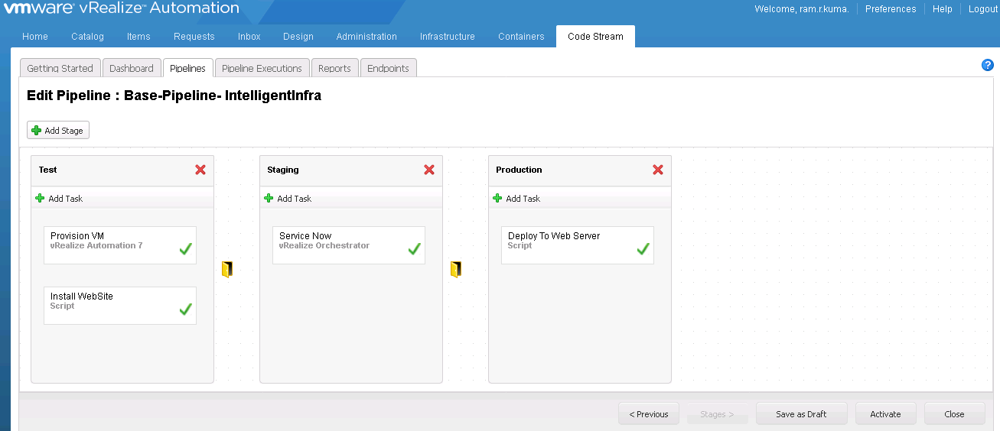 vmware® vRealize™ Automation
Welcome, ram.r.kuma. Preferences Help Logout
Home Catalog Items Requests Inbox Design Administration Infrastructure Containers Code Stream
Getting Started Dashboard Pipelines Pipeline Executions Reports Endpoints
?
Edit Pipeline : Base-Pipeline- IntelligentInfra
Add Stage
Test Staging Production
Add Task Add Task Add Task
Provision VM Service Now Deploy To Web Server
vRealize Automation 7 vRealize Orchestrator Script
Install WebSite
Script
< Previous Stages > Save as Draft Activate Close